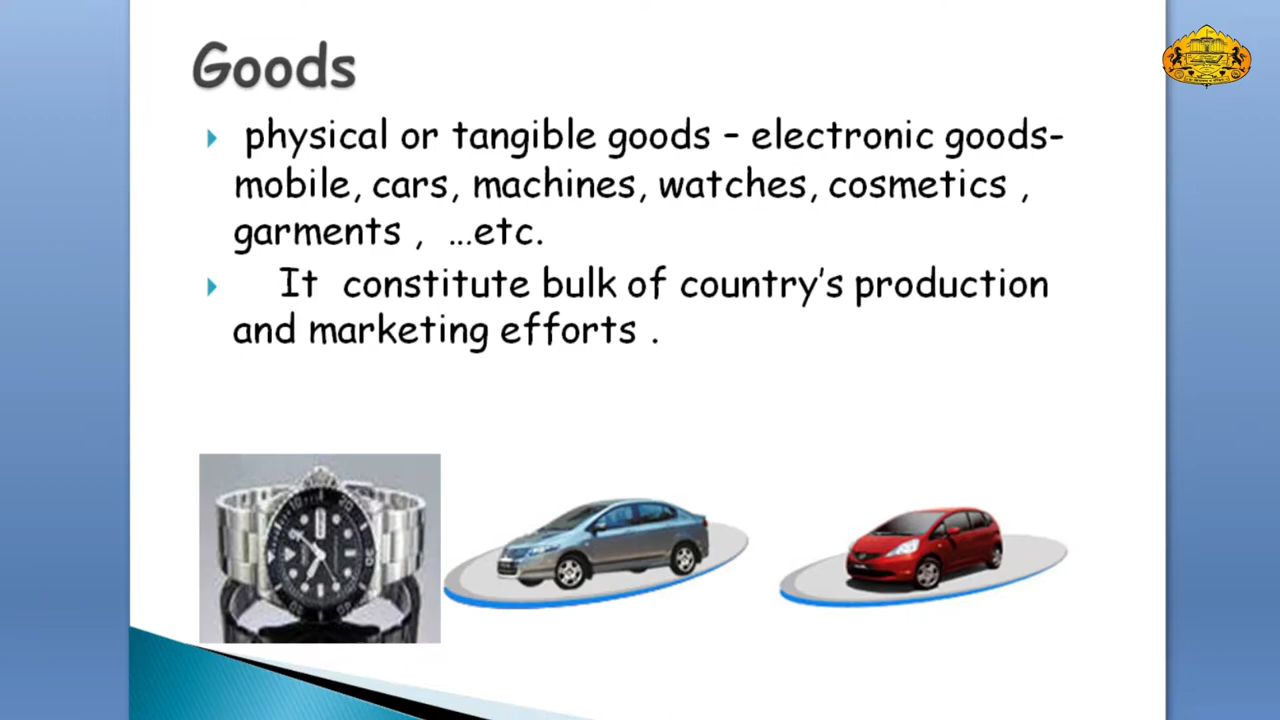 Goods
physical or tangible goods – electronic goods-
mobile, cars, machines, watches, cosmetics ,
garments , ...etc.
It constitute bulk of country's production
and marketing efforts .